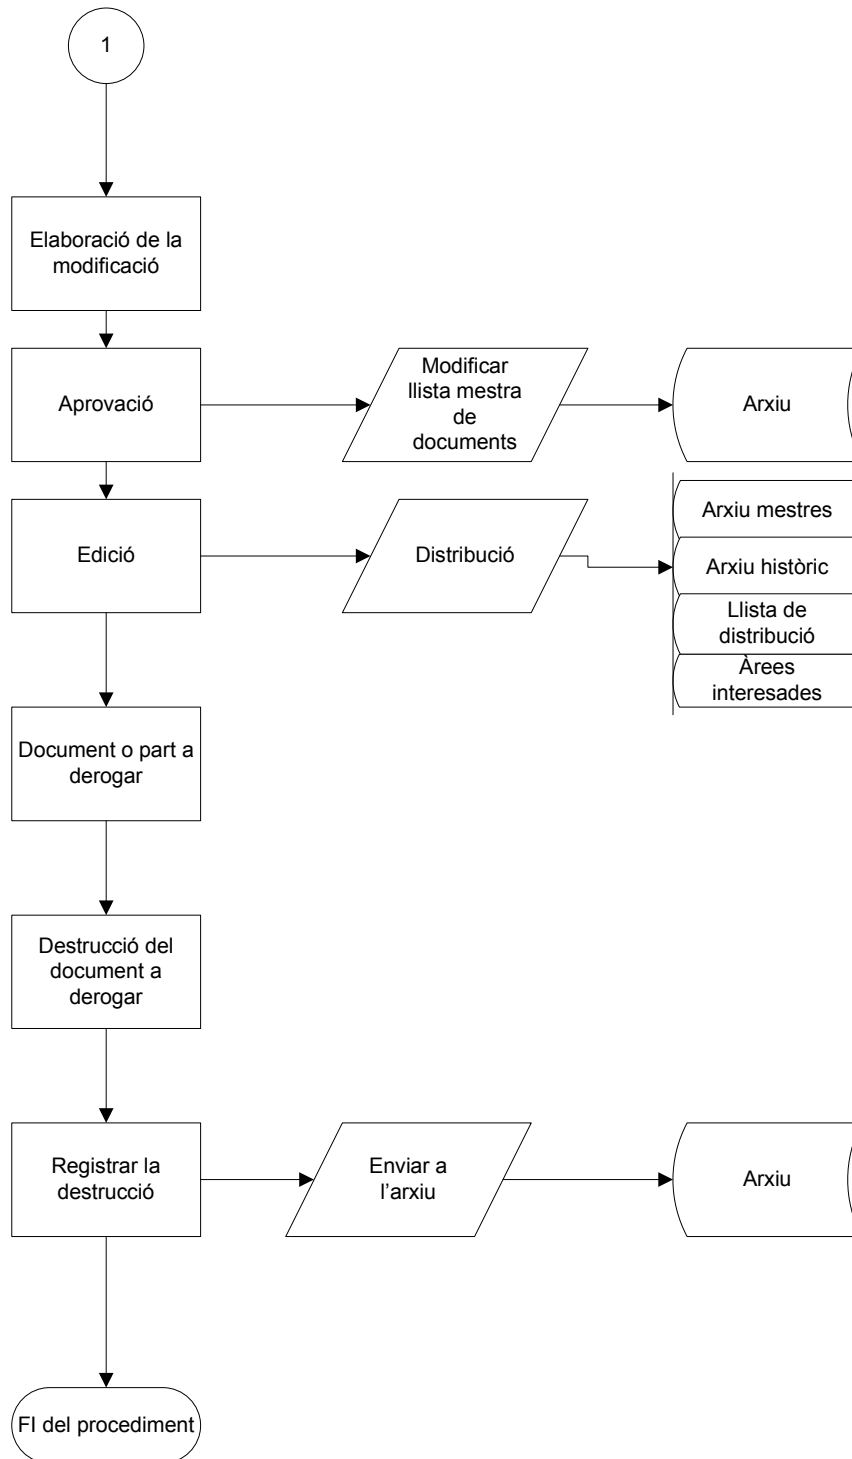 1
Elaboració de la
modificació
Aprovació
Modificar
llista mestra
de
documents
Arxiu
Edició
Distribució
Arxiu mestres
Arxiu històric
Llista de
distribució
Àrees
interesades
Document o part a
derogar
Destrucció del
document a
derogar
Registrar la
destrucció
Enviar a
l'arxiu
Arxiu
FI del procediment